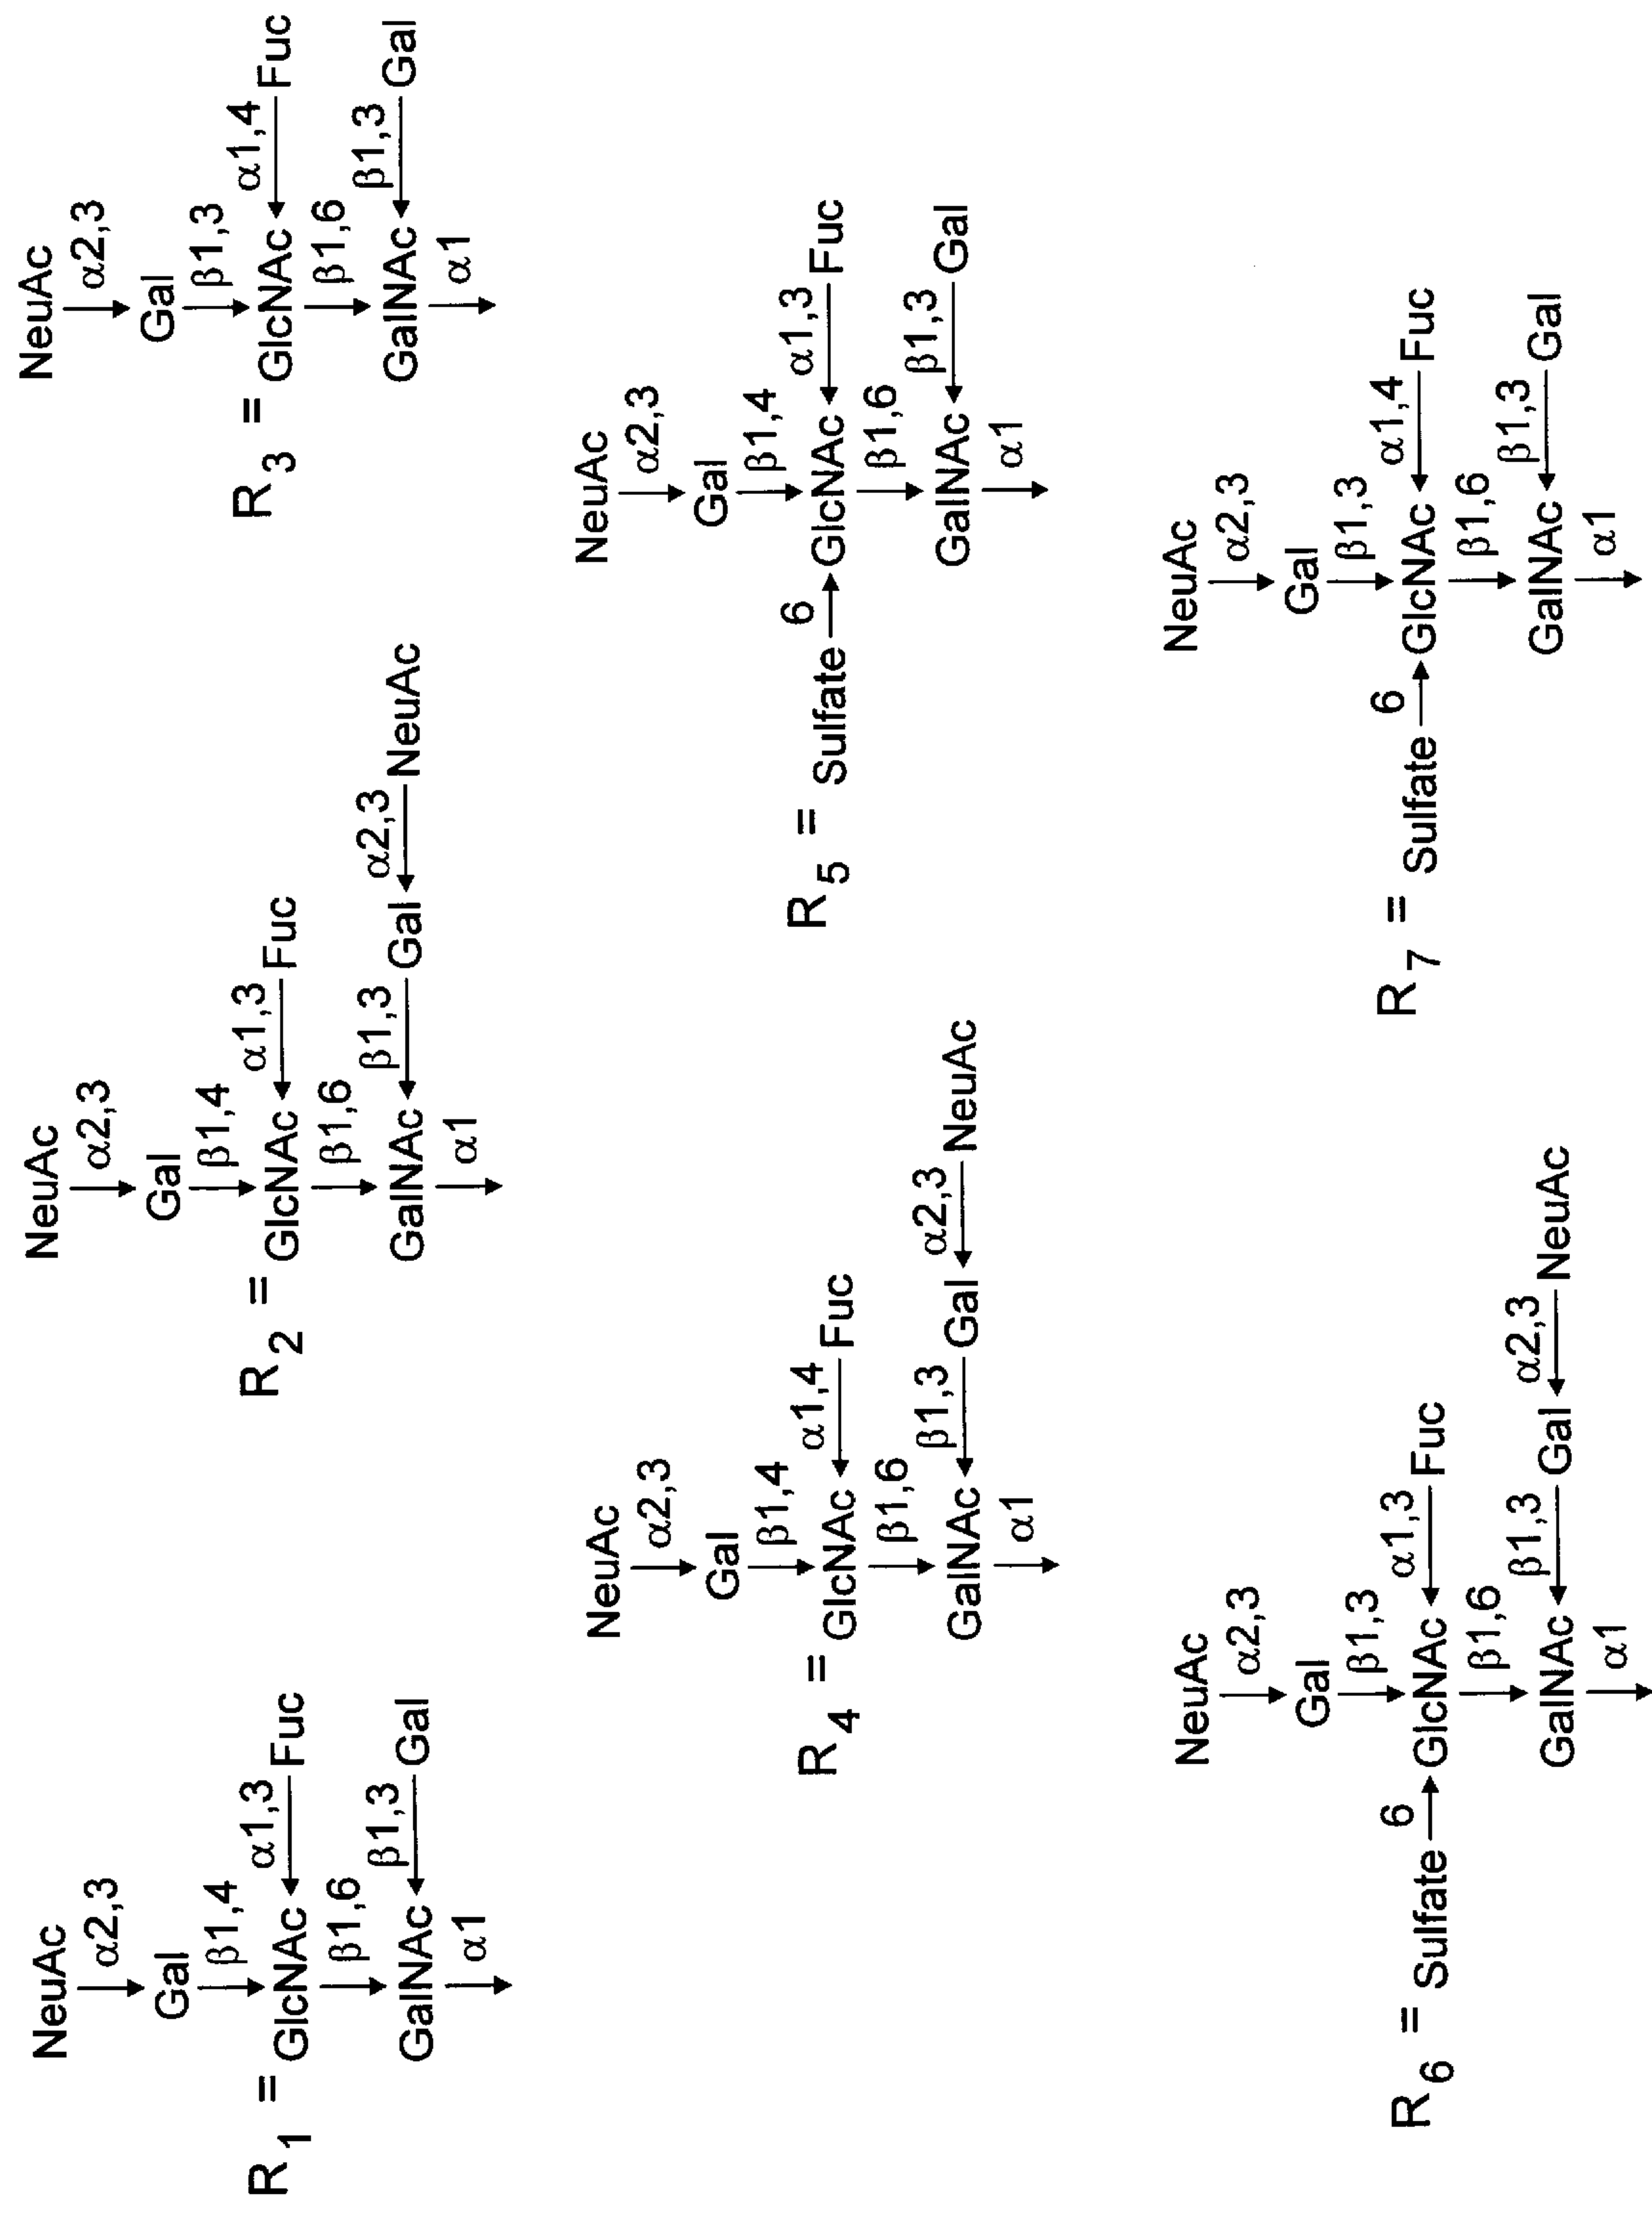 NeuAc
α2,3
Gal
β1,4
R1 = GlcNAc α1,3 Fuc
β1,6
GalNAc β1,3 Gal
α1
NeuAc
α2,3
Gal
β1,4
R2 = GlcNAc α1,3 Fuc
β1,6
GalNAc β1,3 Gal α2,3 NeuAc
α1
NeuAc
α2,3
Gal
β1,3
R3 = GlcNAc α1,4 Fuc
β1,6
GalNAc β1,3 Gal
α1
NeuAc
α2,3
Gal
β1,4
R4 = GlcNAc α1,4 Fuc
β1,6
GalNAc β1,3 Gal α2,3 NeuAc
α1
NeuAc
α2,3
Gal
β1,4
R5 = Sulfate 6 GlcNAc α1,3 Fuc
β1,6
GalNAc β1,3 Gal
α1
NeuAc
α2,3
Gal
β1,3
R6 = Sulfate 6 GlcNAc α1,3 Fuc
β1,6
GalNAc β1,3 Gal α2,3 NeuAc
α1
NeuAc
α2,3
Gal
β1,3
R7 = Sulfate 6 GlcNAc α1,4 Fuc
β1,6
GalNAc β1,3 Gal
α1